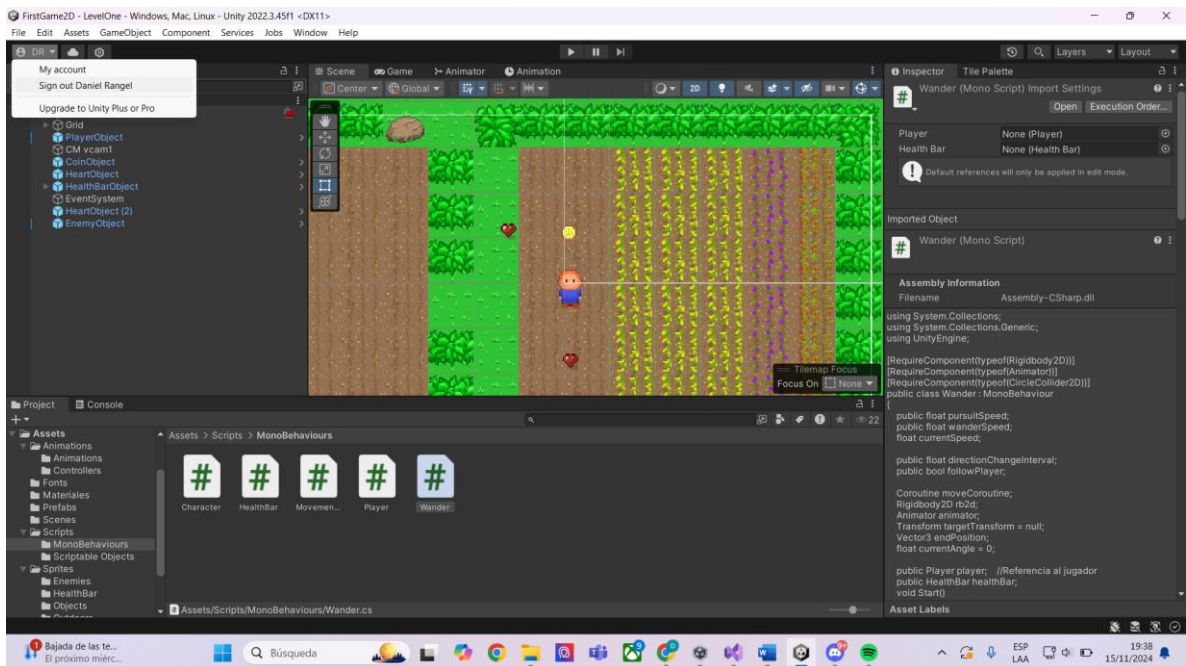 FirstGame2D - LevelOne - Windows, Mac, Linux - Unity 2022.3.45f1 <DX11>
File Edit Assets GameObject Component Services Jobs Window Help
DR
Layers Layout
My account
Sign out Daniel Rangel
Upgrade to Unity Plus or Pro
Grid
PlayerObject
CM vcam1
CoinObject
HeartObject
HealthBarObject
EventSystem
HeartObject (2)
EnemyObject
Scene Game Animator Animation
Center Global 2D
Tilemap Focus
Focus On None
Inspector Tile Palette
Wander (Mono Script) Import Settings
Open Execution Order...
Player None (Player)
Health Bar None (Health Bar)
Default references will only be applied in edit mode.
Imported Object
Wander (Mono Script)
#
Assembly Information
Filename Assembly-CSharp.dll
using System.Collections;
using System.Collections.Generic;
using UnityEngine;
[RequireComponent(typeof(Rigidbody2D))]
[RequireComponent(typeof(Animator))]
[RequireComponent(typeof(CircleCollider2D))]
public class Wander : MonoBehaviour
{
public float pursuitSpeed;
public float wanderSpeed;
float currentSpeed;
public float directionChangeInterval;
public bool followPlayer;
Coroutine moveCoroutine;
Rigidbody2D rb2d;
Animator animator;
Transform targetTransform = null;
Vector3 endPosition;
float currentAngle = 0;
public Player player; //Referencia al jugador
public HealthBar healthBar;
void Start()
Asset Labels
Project Console
22
Assets
Animations
Animations
Controllers
Fonts
Materiales
Prefabs
Scenes
Scripts
MonoBehaviours
Scriptable Objects
Sprites
Enemies
HealthBar
Objects
Assets > Scripts > MonoBehaviours
# # # # #
Character HealthBar Movemen... Player Wander
Assets/Scripts/MonoBehaviours/Wander.cs
1 Bajada de las te...
El próximo miérc...
Búsqueda
ESP
LAA
19:38
15/11/2024